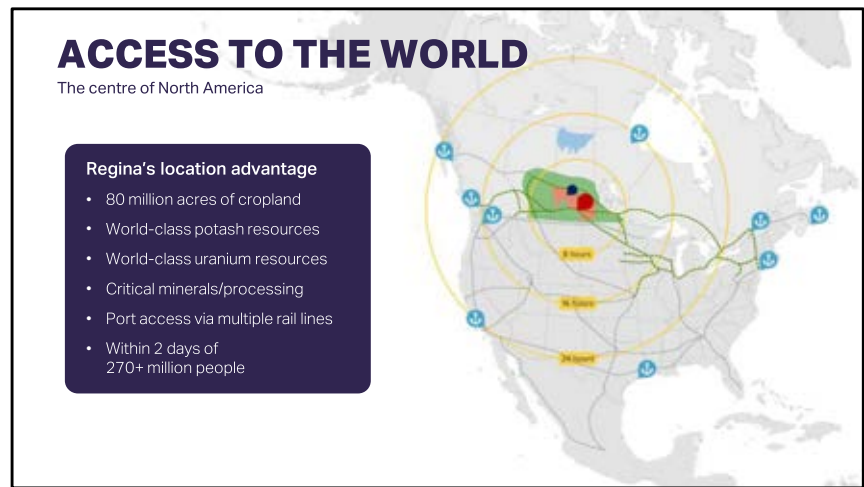 ACCESS TO THE WORLD
The centre of North America
Regina's location advantage
• 80 million acres of cropland
• World-class potash resources
• World-class uranium resources
• Critical minerals/processing
• Port access via multiple rail lines
• Within 2 days of
270+ million people
8 hours
16 hours
24 hours